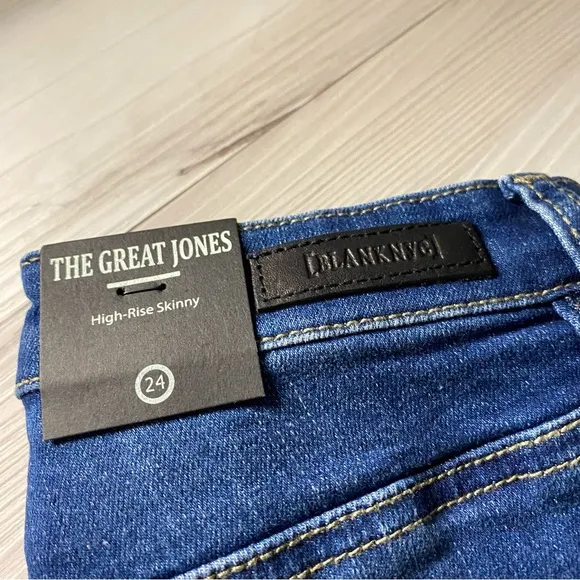 THE GREAT JONES
High-Rise Skinny
24
[BLANKNYC]